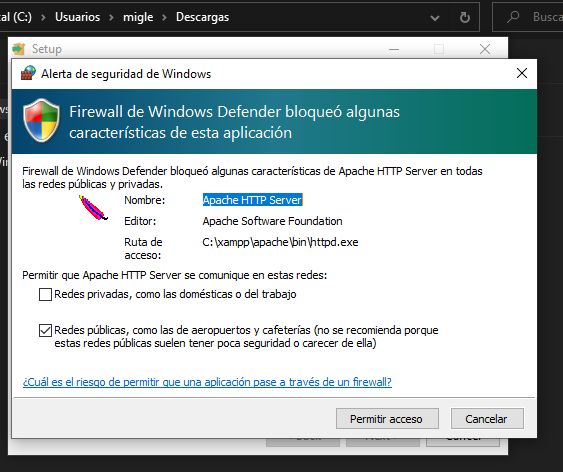 al (C:) > Usuarios > migle > Descargas
Busca
Setup
Alerta de seguridad de Windows
Firewall de Windows Defender bloqueó algunas
características de esta aplicación
Firewall de Windows Defender bloqueó algunas características de Apache HTTP Server en todas
las redes públicas y privadas.
Nombre: Apache HTTP Server
Editor: Apache Software Foundation
Ruta de C:\xampp\apache\bin\httpd.exe
acceso:
Permitir que Apache HTTP Server se comunique en estas redes:
Redes privadas, como las domésticas o del trabajo
Redes públicas, como las de aeropuertos y cafeterías (no se recomienda porque
estas redes públicas suelen tener poca seguridad o carecer de ella)
¿Cuál es el riesgo de permitir que una aplicación pase a través de un firewall?
Permitir acceso Cancelar